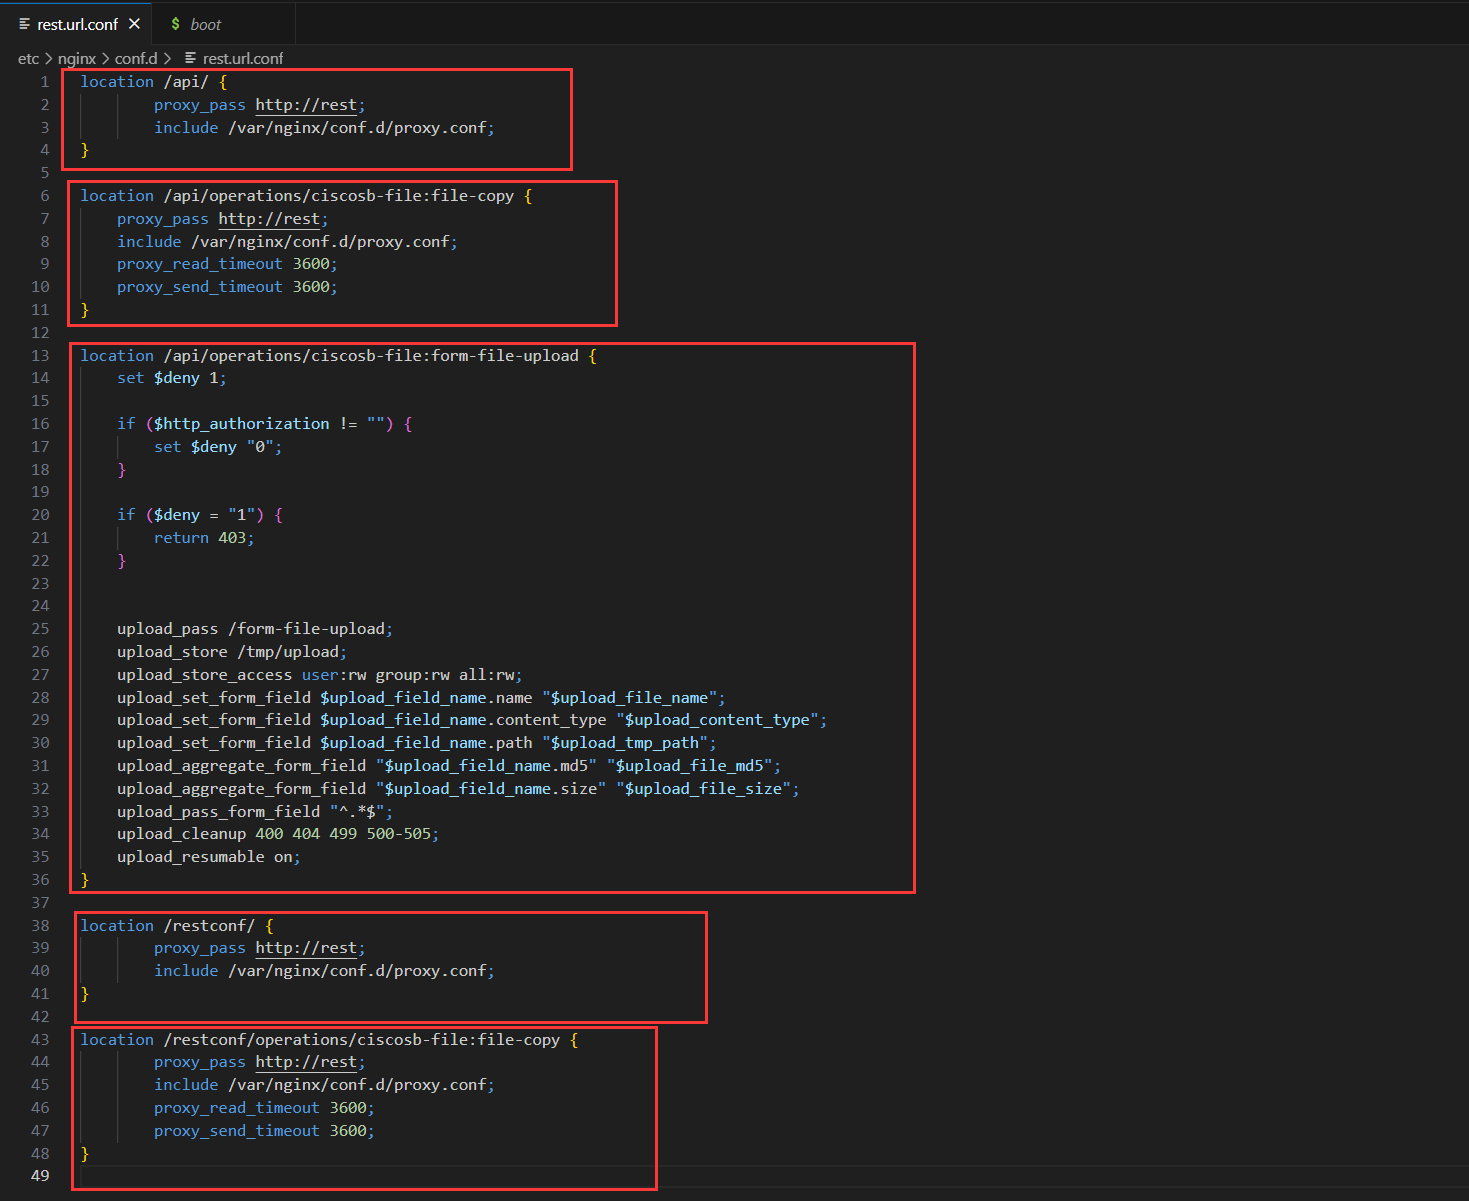 rest.url.conf
$ boot
etc > nginx > conf.d > rest.url.conf
1 location /api/ {
2 proxy_pass http://rest;
3 include /var/nginx/conf.d/proxy.conf;
4 }
5
6 location /api/operations/ciscosb-file:file-copy {
7 proxy_pass http://rest;
8 include /var/nginx/conf.d/proxy.conf;
9 proxy_read_timeout 3600;
10 proxy_send_timeout 3600;
11 }
12
13 location /api/operations/ciscosb-file:form-file-upload {
14 set $deny 1;
15
16 if ($http_authorization != "") {
17 set $deny "0";
18 }
19
20 if ($deny = "1") {
21 return 403;
22 }
23
24
25 upload_pass /form-file-upload;
26 upload_store /tmp/upload;
27 upload_store_access user:rw group:rw all:rw;
28 upload_set_form_field $upload_field_name.name "$upload_file_name";
29 upload_set_form_field $upload_field_name.content_type "$upload_content_type";
30 upload_set_form_field $upload_field_name.path "$upload_tmp_path";
31 upload_aggregate_form_field "$upload_field_name.md5" "$upload_file_md5";
32 upload_aggregate_form_field "$upload_field_name.size" "$upload_file_size";
33 upload_pass_form_field "^.*$";
34 upload_cleanup 400 404 499 500-505;
35 upload_resumable on;
36 }
37
38 location /restconf/ {
39 proxy_pass http://rest;
40 include /var/nginx/conf.d/proxy.conf;
41 }
42
43 location /restconf/operations/ciscosb-file:file-copy {
44 proxy_pass http://rest;
45 include /var/nginx/conf.d/proxy.conf;
46 proxy_read_timeout 3600;
47 proxy_send_timeout 3600;
48 }
49